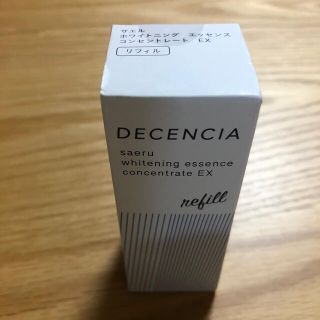 サエル
ホワイトニング エッセンス
コンセントレート EX
リフィル
DECENCIA
saeru
whitening essence
concentrate EX
refill